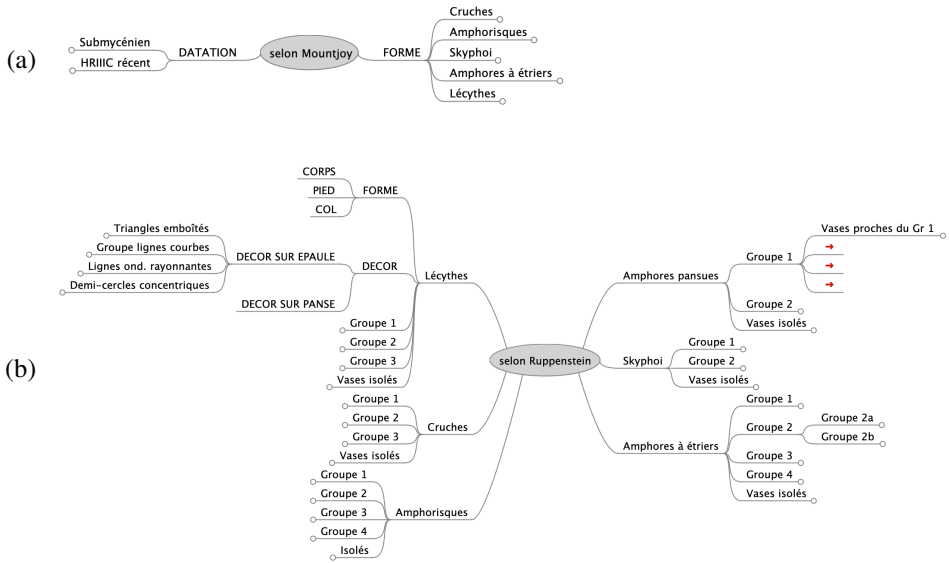 (a)
Submycénien
HRIIIC récent
DATATION
selon Mountjoy
FORME
Cruches
Amphorisques
Skyphoi
Amphores à étriers
Lécythes
(b)
CORPS
PIED
COL
FORME
Triangles emboîtés
Groupe lignes courbes
Lignes ond. rayonnantes
Demi-cercles concentriques
DECOR SUR EPAULE
DECOR SUR PANSE
DECOR
Lécythes
Groupe 1
Groupe 2
Groupe 3
Vases isolés
Groupe 1
Groupe 2
Groupe 3
Vases isolés
Cruches
Groupe 1
Groupe 2
Groupe 3
Groupe 4
Isolés
Amphorisques
selon Ruppenstein
Amphores pansues
Groupe 1
Vases proches du Gr 1
➔
➔
➔
Groupe 2
Vases isolés
Skyphoi
Groupe 1
Groupe 2
Vases isolés
Amphores à étriers
Groupe 1
Groupe 2
Groupe 2a
Groupe 2b
Groupe 3
Groupe 4
Vases isolés